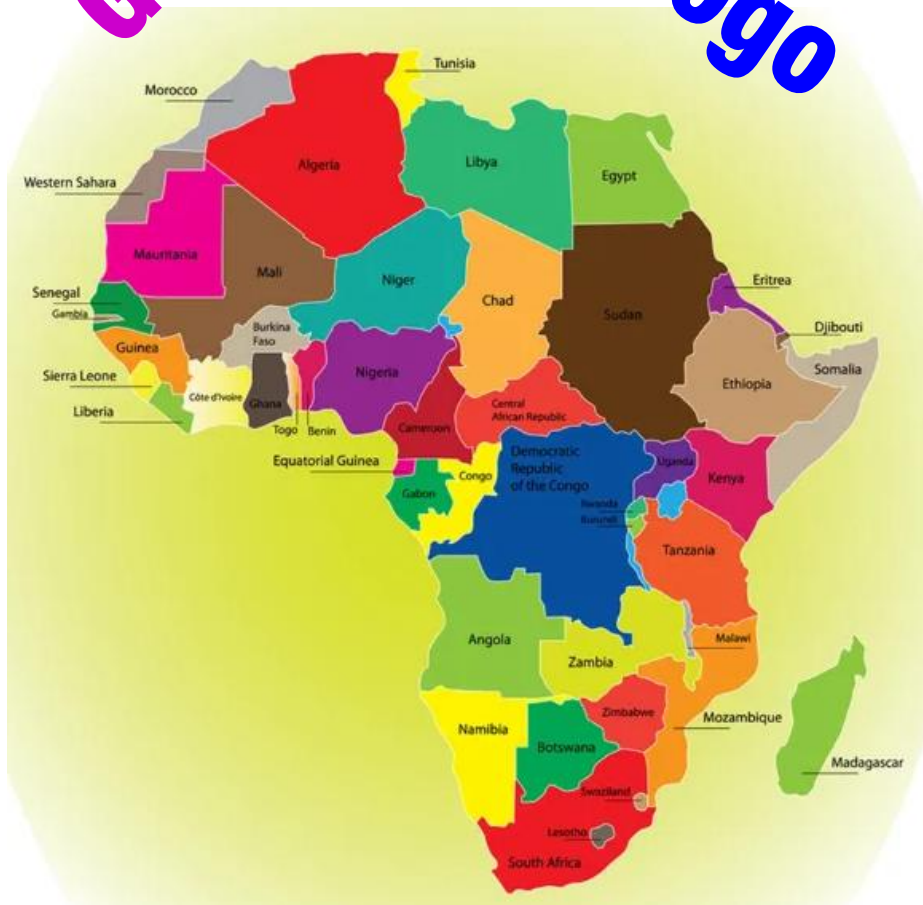 G
ogo
Tunisia
Morocco
Algeria
Libya
Egypt
Western Sahara
Mauritania
Mali
Niger
Chad
Sudan
Eritrea
Senegal
Gambia
Djibouti
Burkina
Faso
Guinea
Nigeria
Ethiopia
Somalia
Sierra Leone
Côte d'Ivoire
Ghana
Liberia
Togo
Benin
Cameroon
Central
African Republic
Equatorial Guinea
Congo
Democratic
Republic
of the Congo
Uganda
Kenya
Gabon
Rwanda
Burundi
Tanzania
Angola
Malawi
Zambia
Zimbabwe
Mozambique
Namibia
Botswana
Madagascar
Swaziland
Lesotho
South Africa